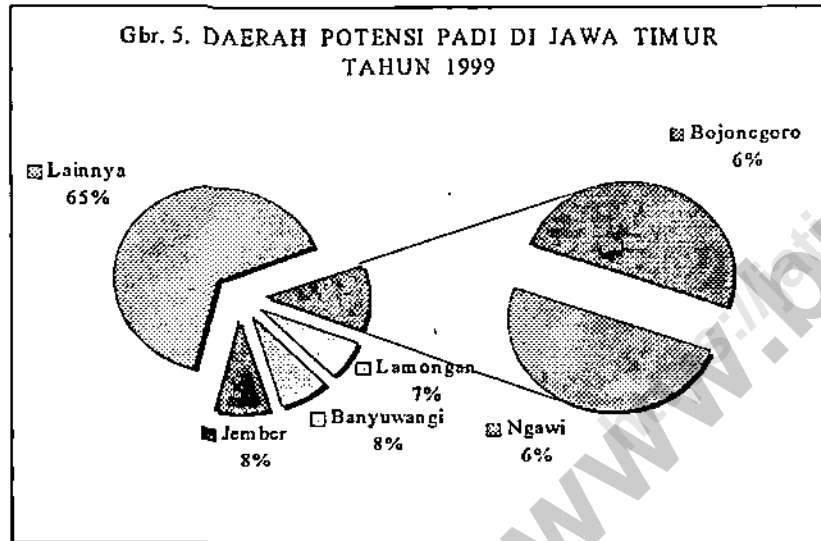 Gbr. 5. DAERAH POTENSI PADI DI JAWA TIMUR
TAHUN 1999
Bojonegoro
6%
Lainnya
65%
Lamongan
7%
Banyuwangi
8%
Jember
8%
Ngawi
6%